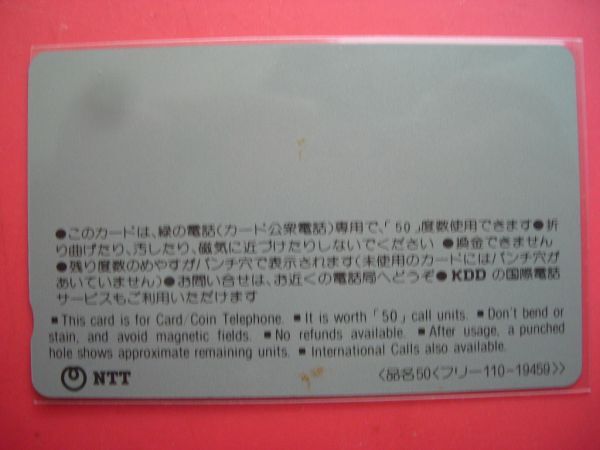 ●このカードは、緑の電話(カード公衆電話)専用で、「50」度数使用できます●折
り曲げたり、汚したり、磁気に近づけたりしないでください ●換金できません
●残り度数のめやすがパンチ穴で表示されます(未使用のカードにはパンチ穴が
あいていません)●お問い合せは、お近くの電話局へどうぞ● KDD の国際電話
サービスもご利用いただけます
■ This card is for Card/Coin Telephone. ■ It is worth「50」call units. ■ Don't bend or
stain, and avoid magnetic fields. ■ No refunds available. ■ After usage, a punched
hole shows approximate remaining units. ■ International Calls also available.
NTT 〈品名50〈フリー110-19459〉〉